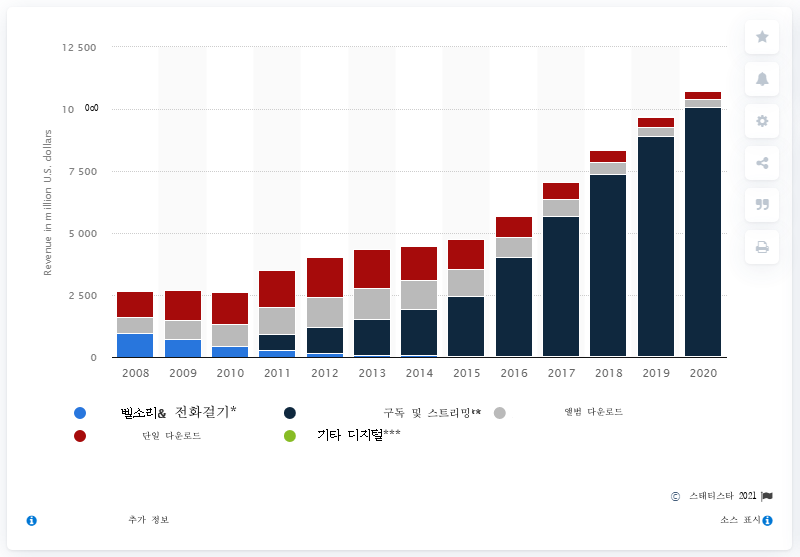 12 500
10 000
7 500
5 000
2 500
0
Revenue in million U.S. dollars
2008 2009 2010 2011 2012 2013 2014 2015 2016 2017 2018 2019 2020
벨소리& 전화걸기* 구독 및 스트리밍** 앨범 다운로드
단일 다운로드 기타 디지털***
© 스태티스타 2021
추가 정보 소스 표시